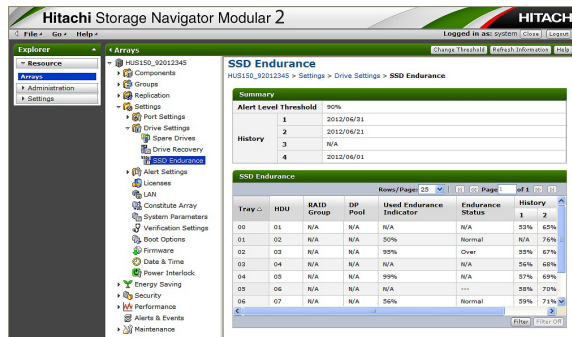 Hitachi Storage Navigator Modular 2
HITACH
File Go Help
Logged in as: system Close Logout
Explorer
Arrays
Change Threshold Refresh Information Help
Resource
Arrays
Administration
Settings
HUS150_92012345
Components
Groups
Replication
Settings
Port Settings
Drive Settings
Spare Drives
Drive Recovery
SSD Endurance
Alert Settings
Licenses
LAN
Constitute Array
System Parameters
Verification Settings
Boot Options
Firmware
Date & Time
Power Interlock
Energy Saving
Security
Performance
Alerts & Events
Maintenance
SSD Endurance
HUS150_92012345 > Settings > Drive Settings > SSD Endurance
Summary
Alert Level Threshold 90%
History
1 2012/06/31
2 2012/06/21
3 N/A
4 2012/06/01
SSD Endurance
Rows/Page: 25 Page 1 of 1
Tray HDU RAID Group DP Pool Used Endurance Indicator Endurance Status History
1 2
00 01 N/A N/A N/A N/A 53% 65%
01 02 N/A N/A 50% Normal N/A 76%
02 03 N/A N/A 95% Over 55% 67%
03 04 N/A N/A N/A N/A 56% 68%
04 05 N/A N/A 99% N/A 57% 69%
05 06 N/A N/A N/A --- 58% 70%
06 07 N/A N/A 56% Normal 59% 71%
Filter Filter Off